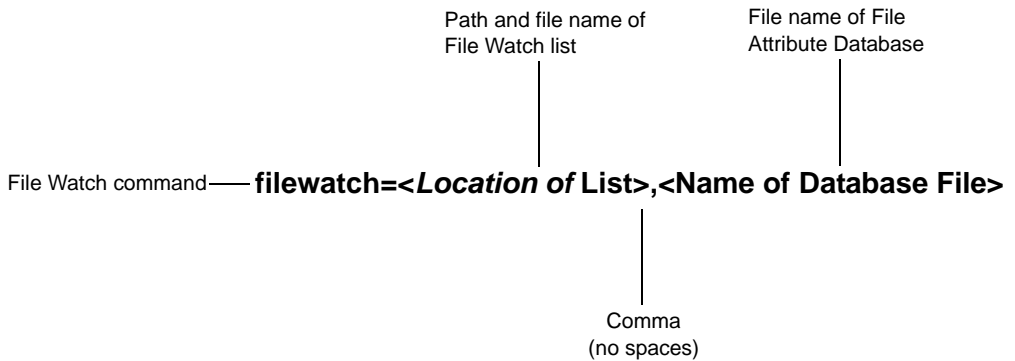 Path and file name of
File Watch list
File name of File
Attribute Database
File Watch command
filewatch=<Location of List>,<Name of Database File>
Comma
(no spaces)